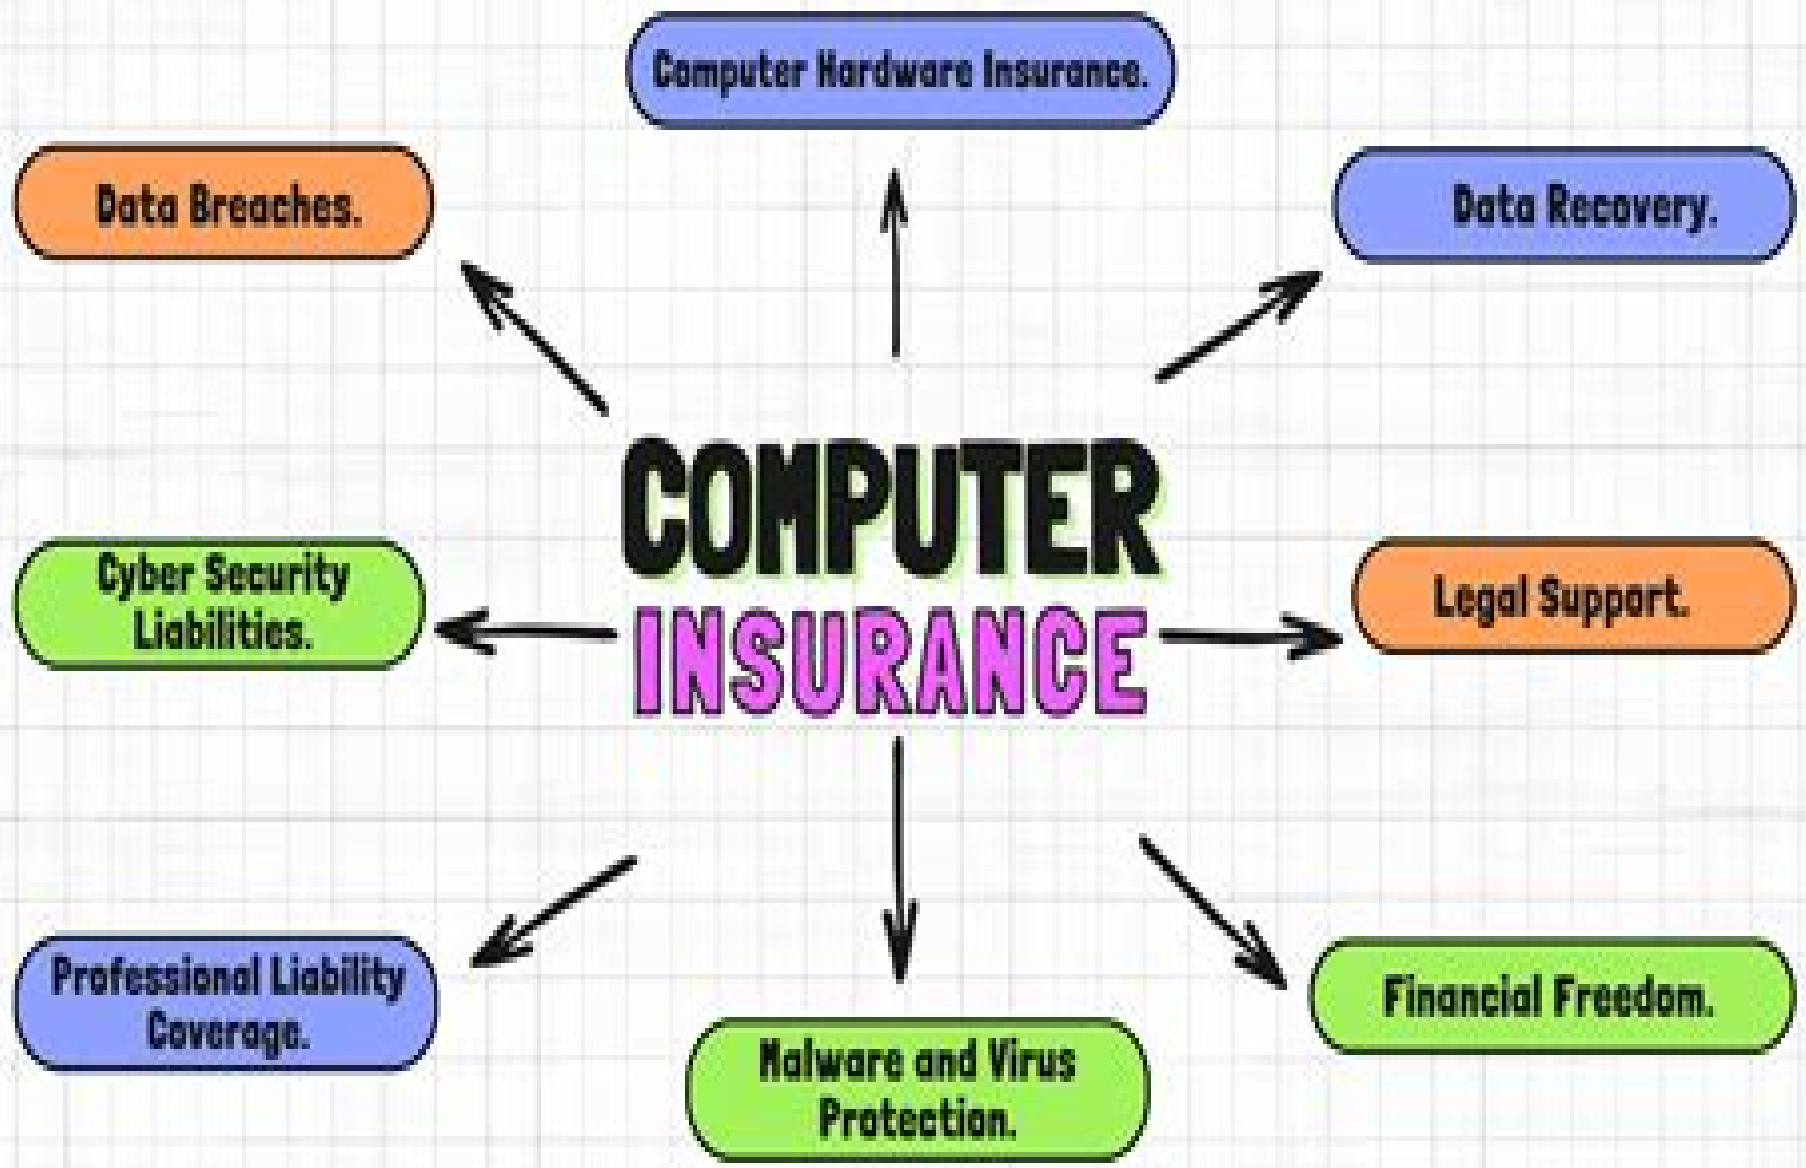 Computer Hardware Insurance.
Data Breaches.
Data Recovery.
COMPUTER
INSURANCE
Cyber Security
Liabilities.
Legal Support.
Professional Liability
Coverage.
Financial Freedom.
Malware and Virus
Protection.